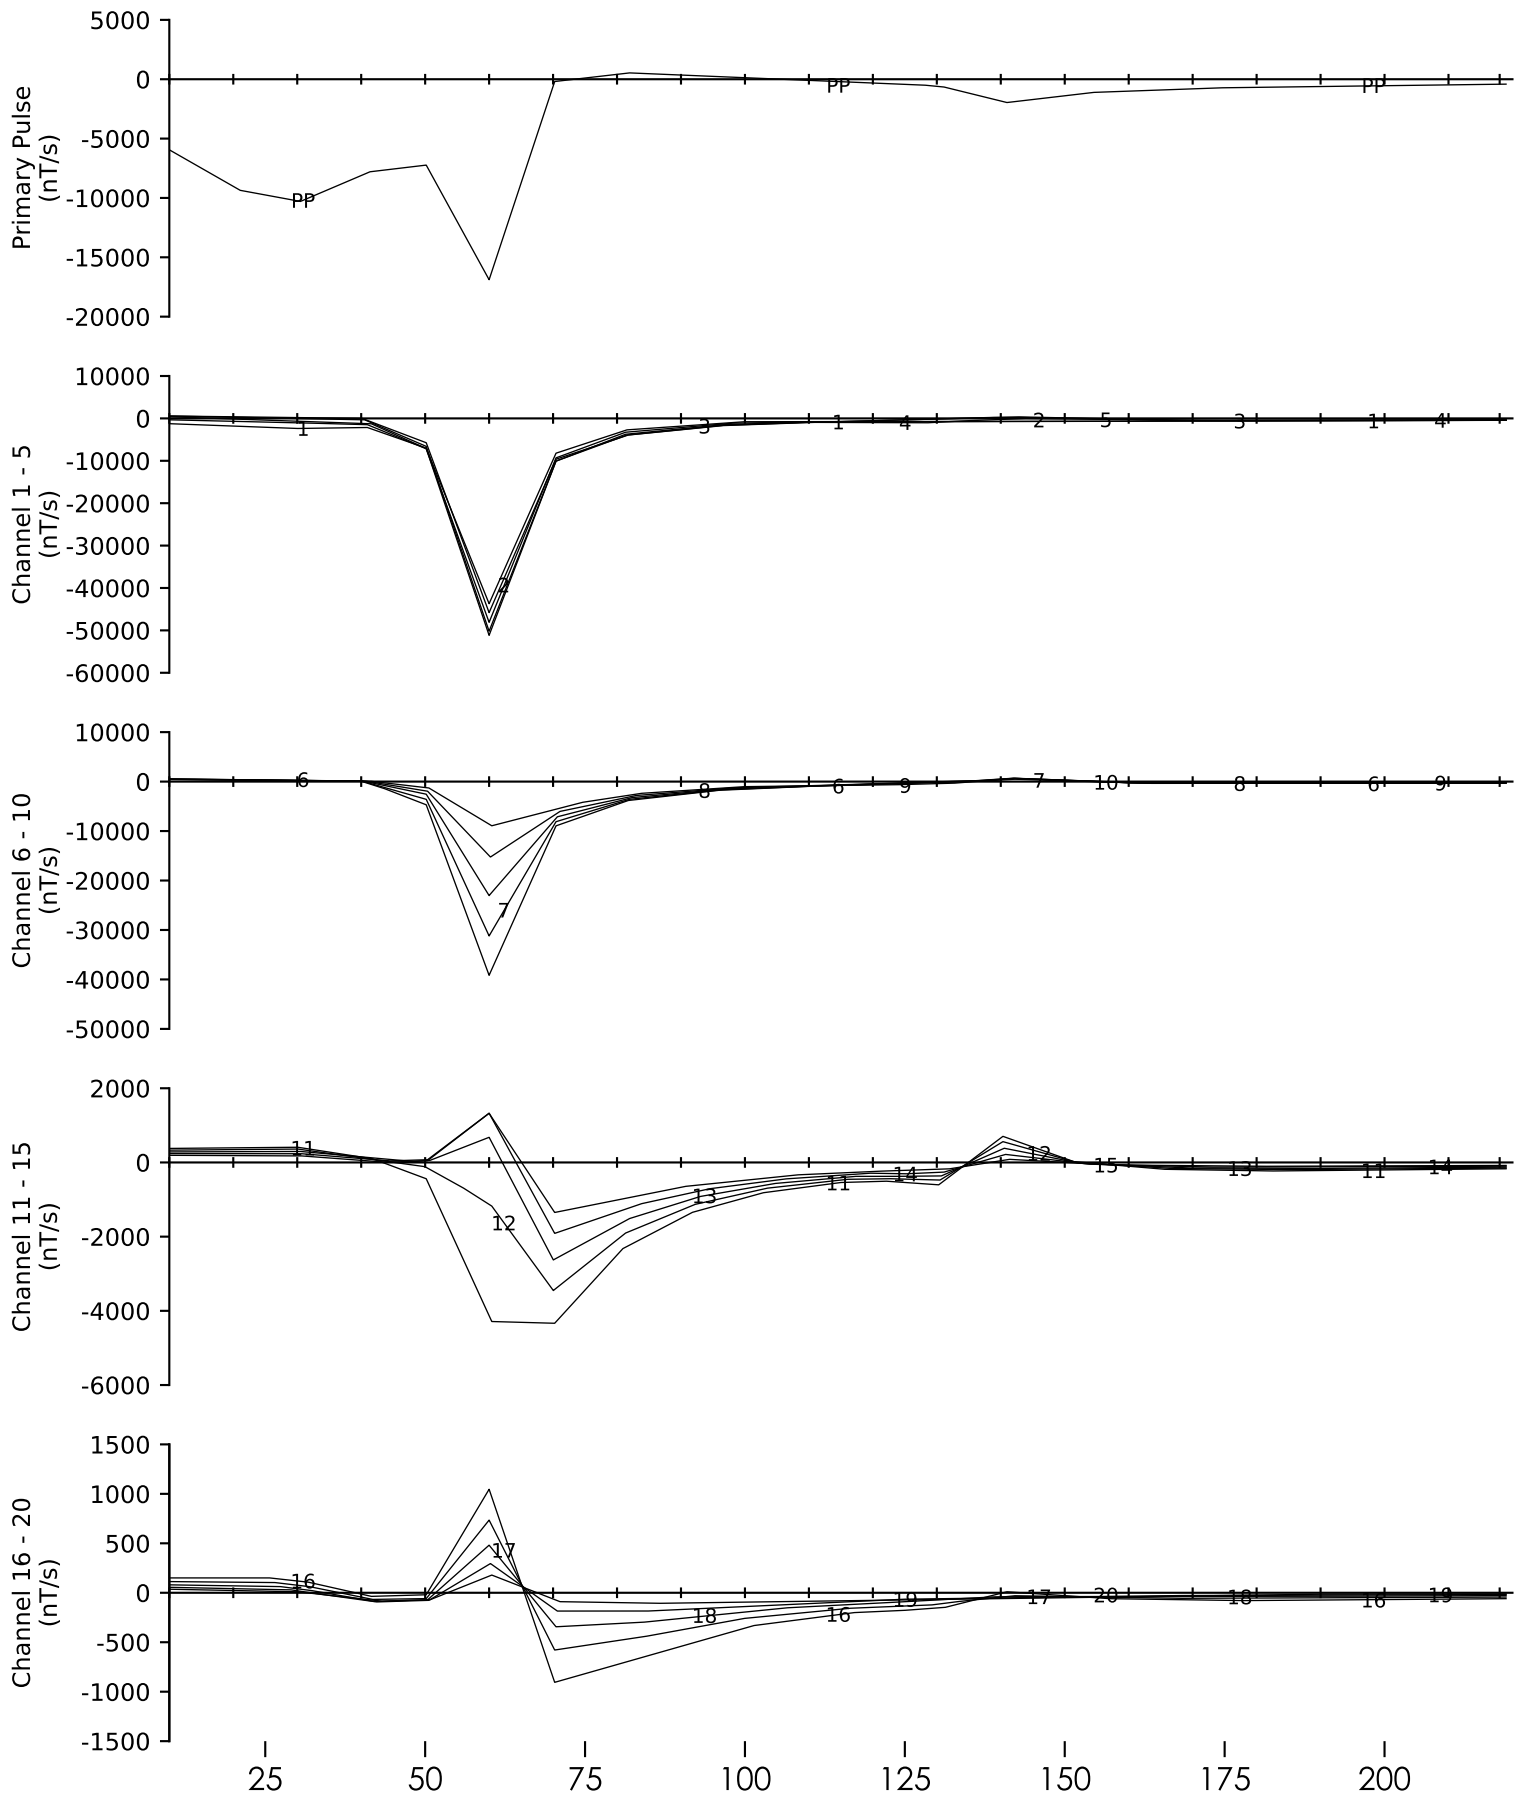 5000
0
-5000
-10000
-15000
-20000
Primary Pulse
(nT/s)
PP PP PP
10000
0
-10000
-20000
-30000
-40000
-50000
-60000
Channel 1 - 5
(nT/s)
1 2 3 1 4 2 5 3 1 4
10000
0
-10000
-20000
-30000
-40000
-50000
Channel 6 - 10
(nT/s)
6 7 8 6 9 7 10 8 6 9
2000
0
-2000
-4000
-6000
Channel 11 - 15
(nT/s)
11 12 13 11 14 12 15 13 11 14
1500
1000
500
0
-500
-1000
-1500
Channel 16 - 20
(nT/s)
16 17 18 16 19 17 20 18 16 19
25 50 75 100 125 150 175 200